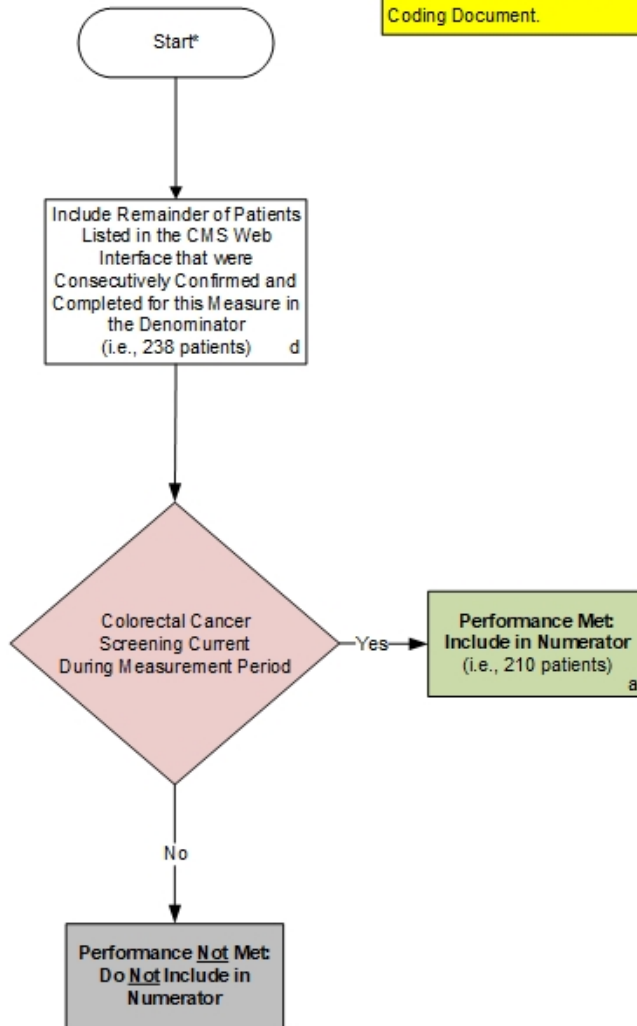 Coding Document.
Start*
Include Remainder of Patients
Listed in the CMS Web
Interface that were
Consecutively Confirmed and
Completed for this Measure in
the Denominator
(i.e., 238 patients) d
Colorectal Cancer
Screening Current
During Measurement Period
Yes
Performance Met:
Include in Numerator
(i.e., 210 patients)
a
No
Performance Not Met:
Do Not Include in
Numerator